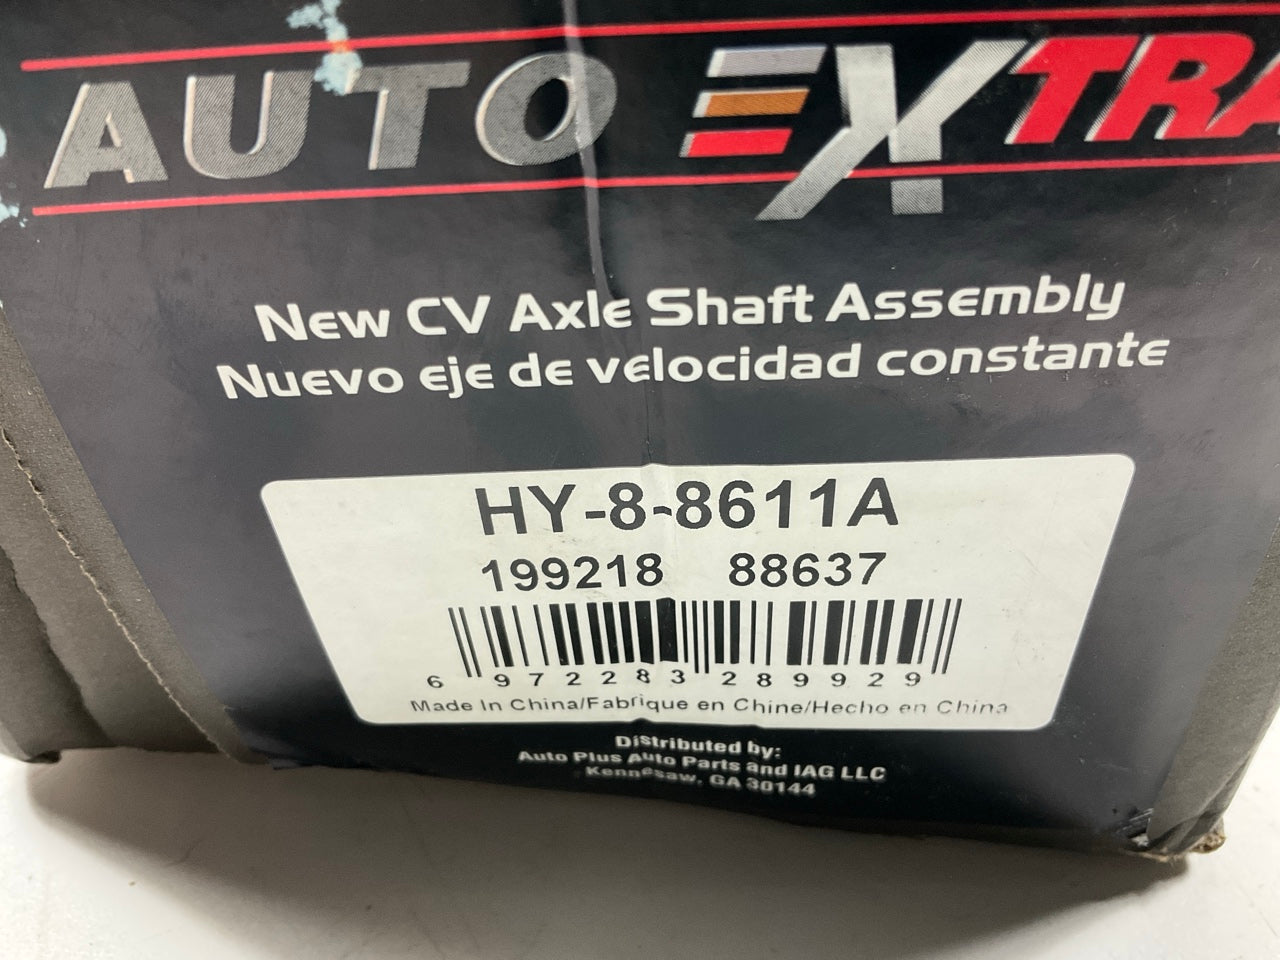 AUTO EXTRA
New CV Axle Shaft Assembly
Nuevo eje de velocidad constante
HY-8-8611A
199218 88637
6 972283 289929
Made In China/Fabrique en Chine/Hecho en China
Distributed by:
Auto Plus Auto Parts and IAG LLC
Kennesaw, GA 30144